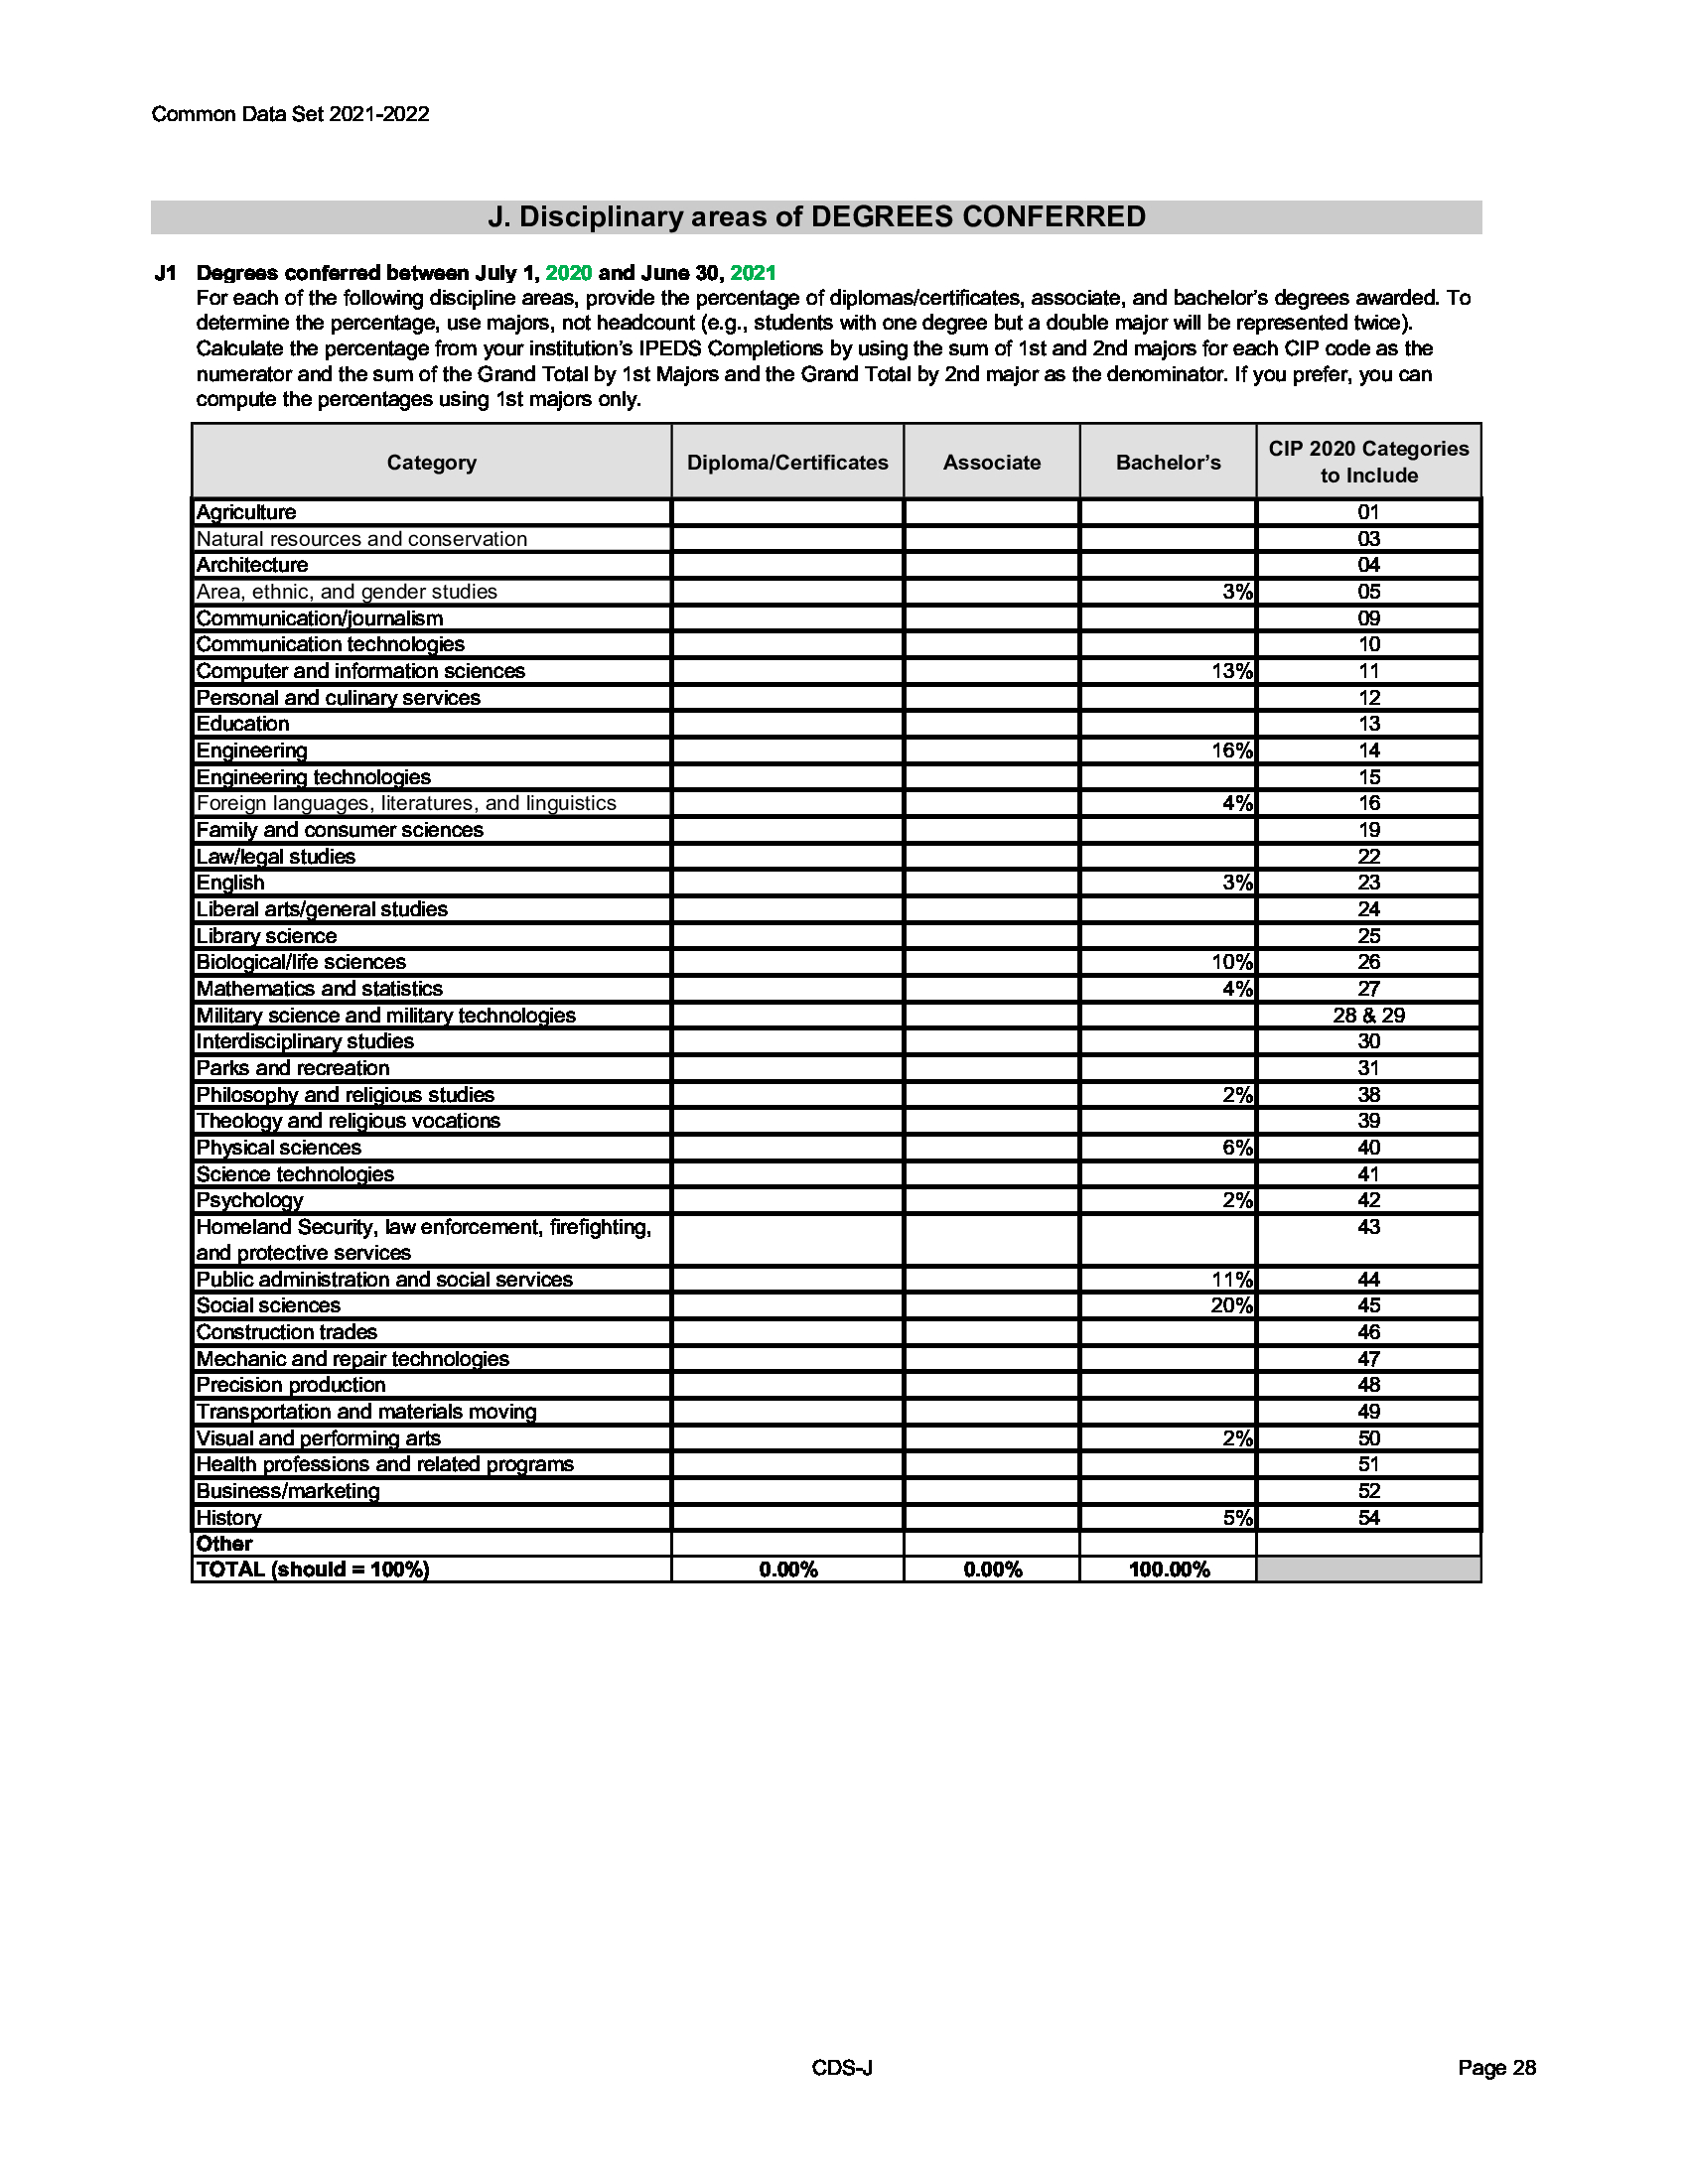 Common Data Set 2021-2022
J. Disciplinary areas of DEGREES CONFERRED
J1 Degrees conferred between July 1, 2020 and June 30, 2021
For each of the following discipline areas, provide the percentage of diplomas/certificates, associate, and bachelor’s degrees awarded. To
determine the percentage, use majors, not headcount (e.g., students with one degree but a double major will be represented twice).
Calculate the percentage from your institution’s IPEDS Completions by using the sum of 1st and 2nd majors for each CIP code as the
numerator and the sum of the Grand Total by 1st Majors and the Grand Total by 2nd major as the denominator. If you prefer, you can
compute the percentages using 1st majors only.
Category Diploma/Certificates Associate Bachelor’s CIP 2020 Categories
to Include
Agriculture 01
Natural resources and conservation 03
Architecture 04
Area, ethnic, and gender studies 3% 05
Communication/journalism 09
Communication technologies 10
Computer and information sciences 13% 11
Personal and culinary services 12
Education 13
Engineering 16% 14
Engineering technologies 15
Foreign languages, literatures, and linguistics 4% 16
Family and consumer sciences 19
Law/legal studies 22
English 3% 23
Liberal arts/general studies 24
Library science 25
Biological/life sciences 10% 26
Mathematics and statistics 4% 27
Military science and military technologies 28 & 29
Interdisciplinary studies 30
Parks and recreation 31
Philosophy and religious studies 2% 38
Theology and religious vocations 39
Physical sciences 6% 40
Science technologies 41
Psychology 2% 42
Homeland Security, law enforcement, firefighting, 43
and protective services
Public administration and social services 11% 44
Social sciences 20% 45
Construction trades 46
Mechanic and repair technologies 47
Precision production 48
Transportation and materials moving 49
Visual and performing arts 2% 50
Health professions and related programs 51
Business/marketing 52
History 5% 54
Other
TOTAL (should = 100%) 0.00% 0.00% 100.00%
CDS-J Page 28